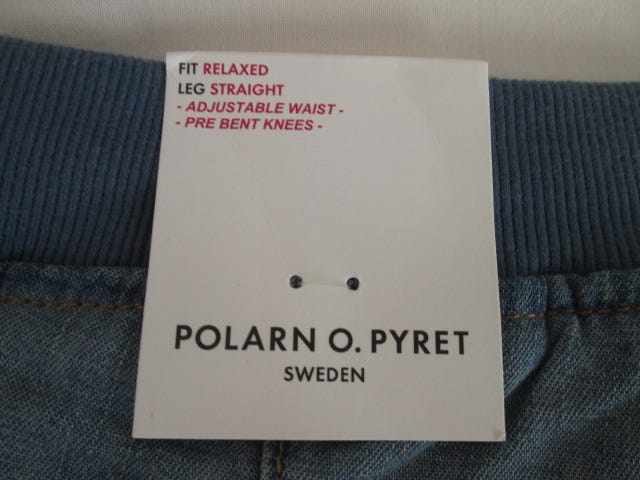 FIT RELAXED
LEG STRAIGHT
- ADJUSTABLE WAIST -
- PRE BENT KNEES -
POLARN O. PYRET
SWEDEN